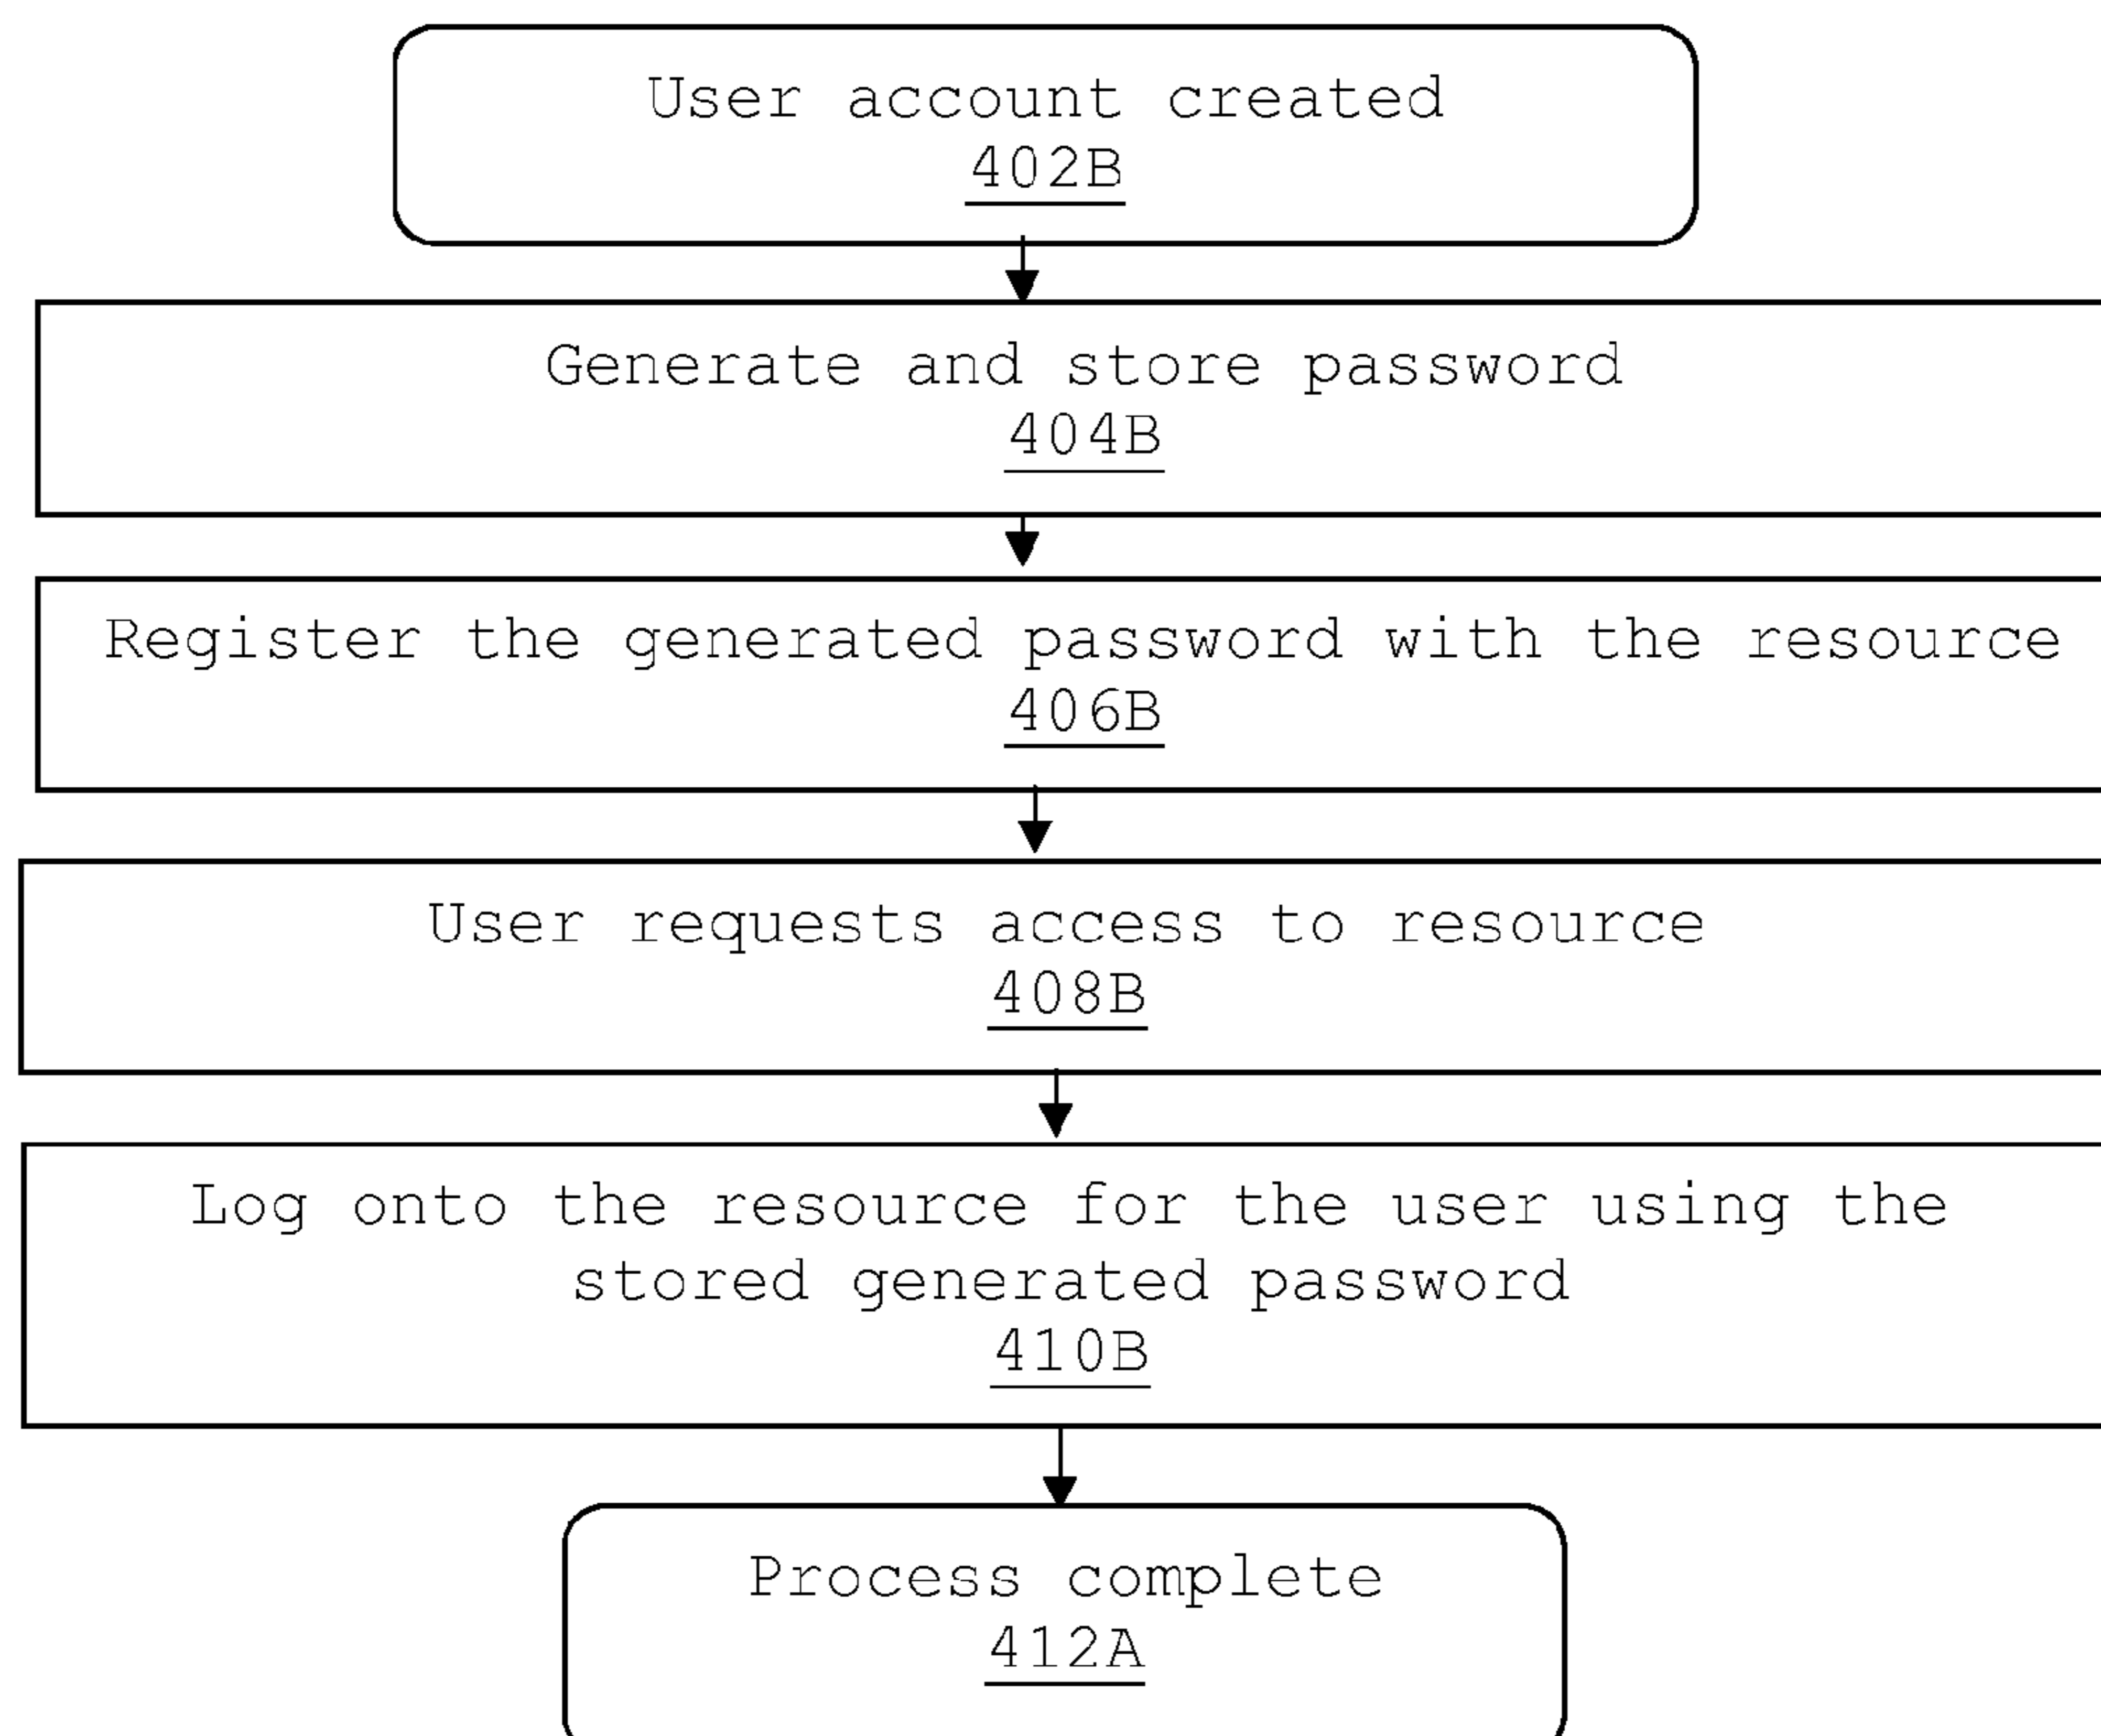 User account created
402B
Generate and store password
404B
Register the generated password with the resource
406B
User requests access to resource
408B
Log onto the resource for the user using the
stored generated password
410B
Process complete
412A